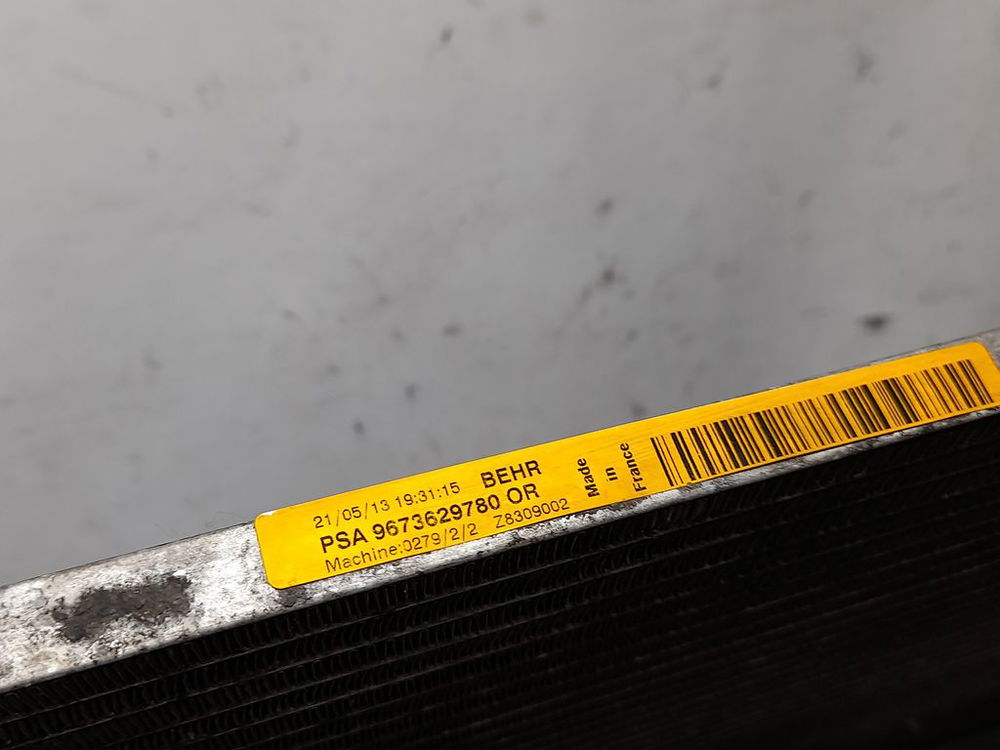 21/05/13 19:31:15 BEHR
PSA 9673629780 OR
Machine:0279/2/2 Z8309002
Made
in
France